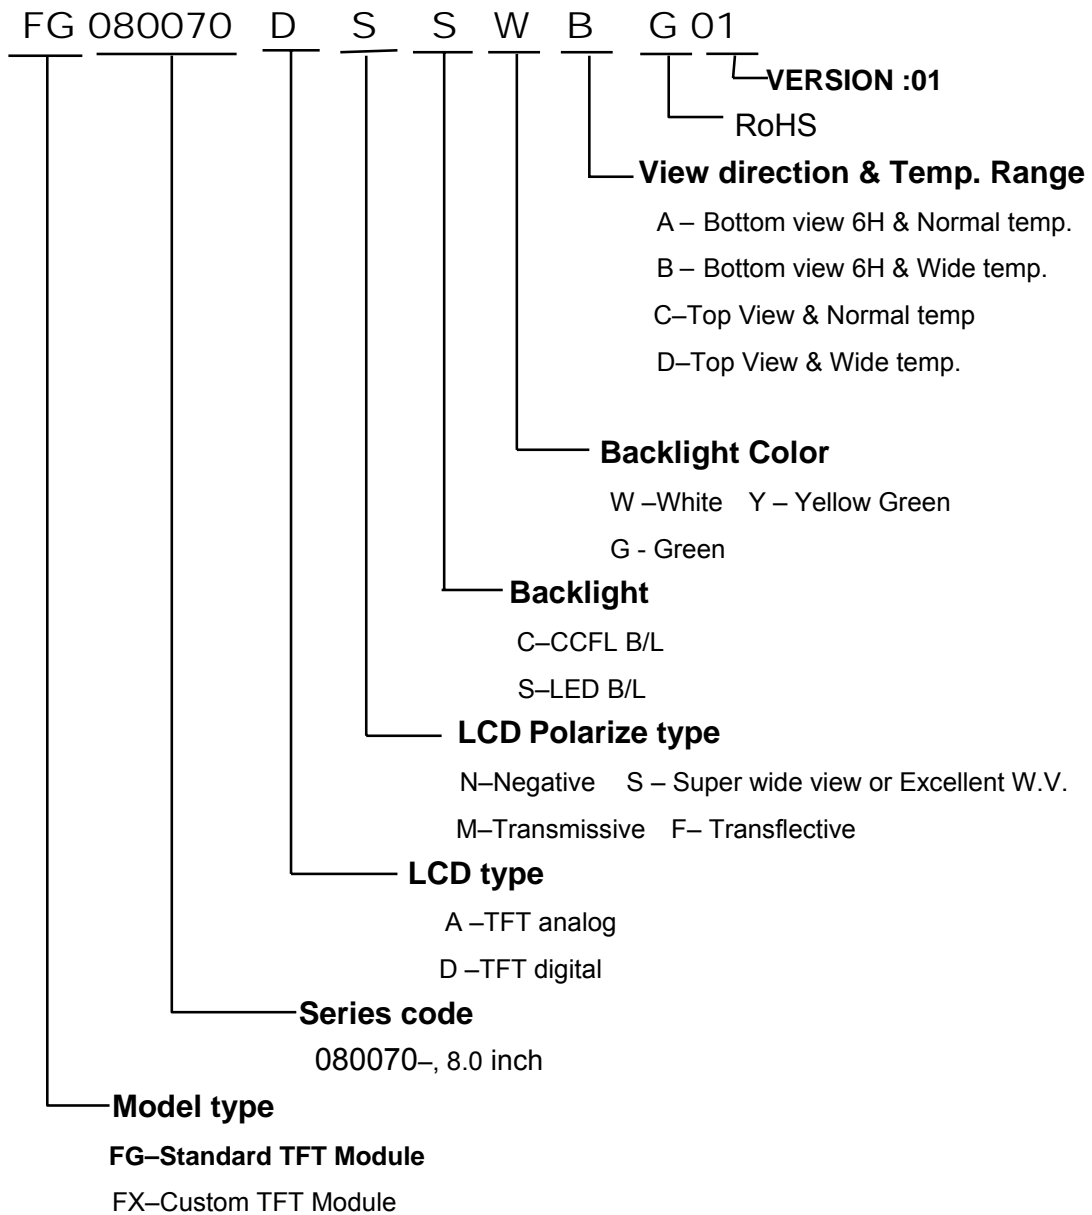 FG 080070 D S S W B G 01
VERSION :01
RoHS
View direction & Temp. Range
A – Bottom view 6H & Normal temp.
B – Bottom view 6H & Wide temp.
C–Top View & Normal temp
D–Top View & Wide temp.
Backlight Color
W –White Y – Yellow Green
G - Green
Backlight
C–CCFL B/L
S–LED B/L
LCD Polarize type
N–Negative S – Super wide view or Excellent W.V.
M–Transmissive F– Transflective
LCD type
A –TFT analog
D –TFT digital
Series code
080070–, 8.0 inch
Model type
FG–Standard TFT Module
FX–Custom TFT Module